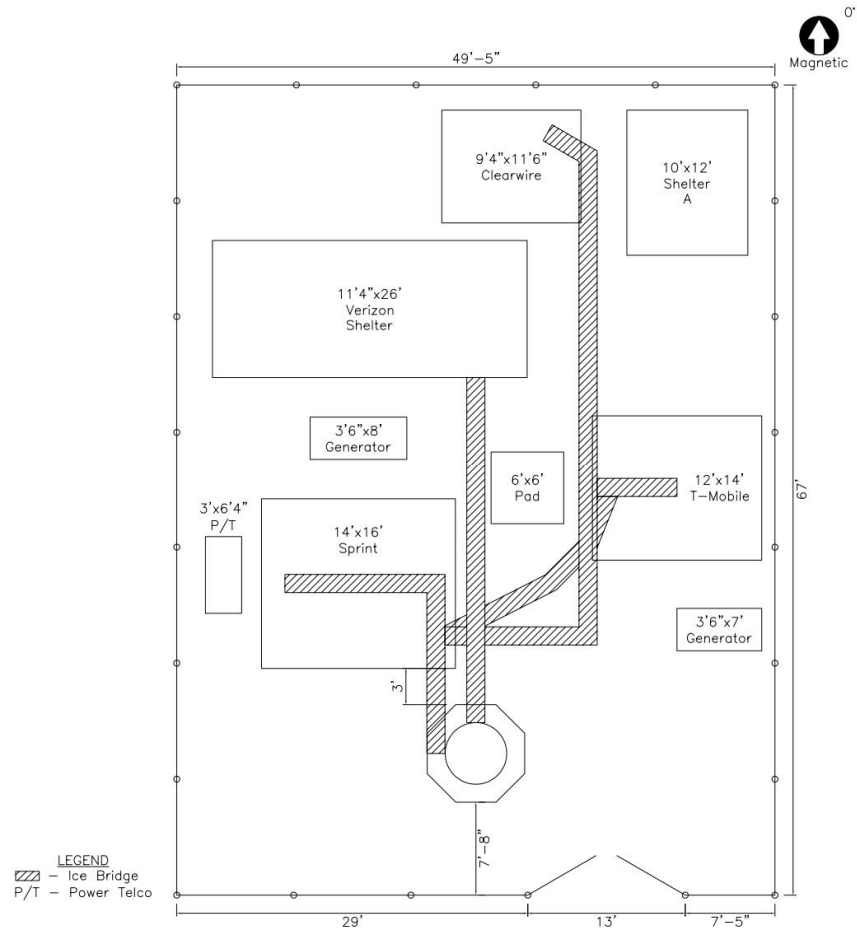 0°
Magnetic
49'-5"
9'4"x11'6"
Clearwire
10'x12'
Shelter
A
11'4"x26'
Verizon
Shelter
3'6"x8'
Generator
6'x6'
Pad
12'x14'
T-Mobile
67'
3'x6'4"
P/T
14'x16'
Sprint
3'6"x7'
Generator
3'
7'-8"
LEGEND
- Ice Bridge
P/T - Power Telco
29'
13'
7'-5"